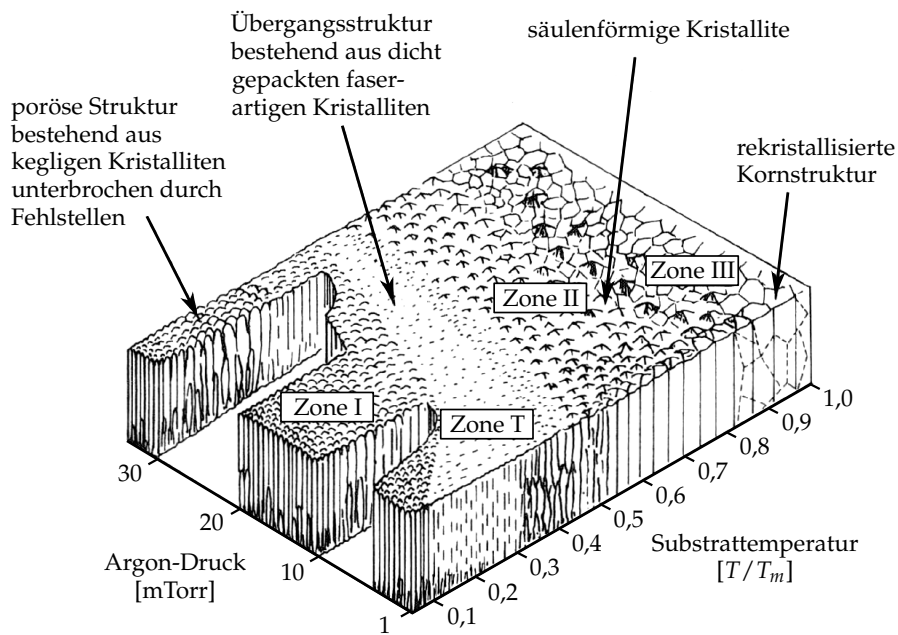 Übergangsstruktur
bestehend aus dicht
gepackten faser-
artigen Kristalliten
säulenförmige Kristallite
poröse Struktur
bestehend aus
kegligen Kristalliten
unterbrochen durch
Fehlstellen
rekristallisierte
Kornstruktur
Zone III
Zone II
Zone I
Zone T
30
20
10
1
Argon-Druck
[mTorr]
0,1
0,2
0,3
0,4
0,5
0,6
0,7
0,8
0,9
1,0
Substrattemperatur
[T/Tm]